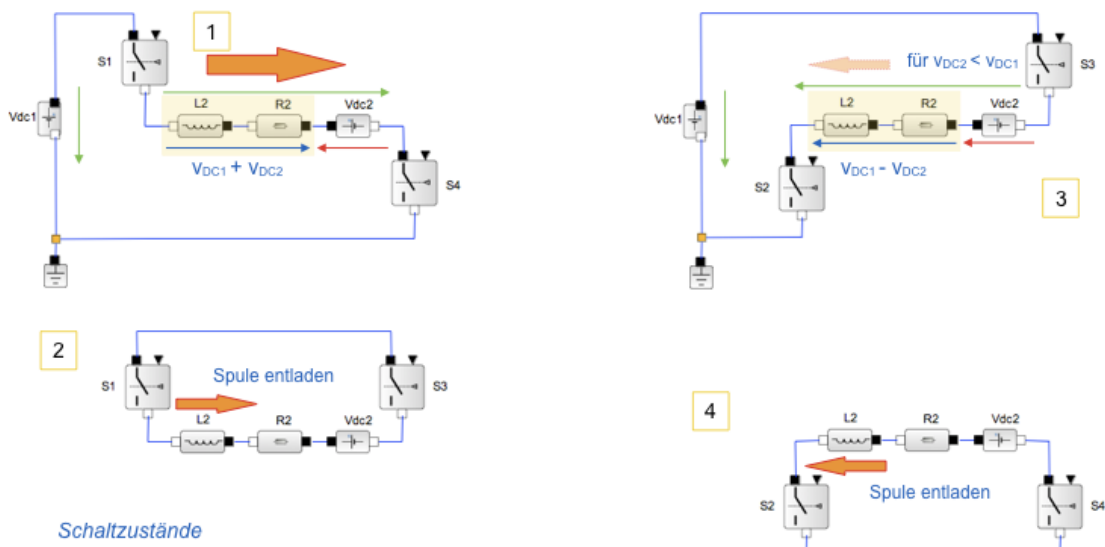 1
S1
Vdc1
L2
R2
Vdc2
VDC1 + VDC2
S4
für VDC2 < VDC1
S3
Vdc1
L2
R2
Vdc2
S2
VDC1 - VDC2
3
2
S1
Spule entladen
S3
L2
R2
Vdc2
4
L2
R2
Vdc2
S2
Spule entladen
S4
Schaltzustände